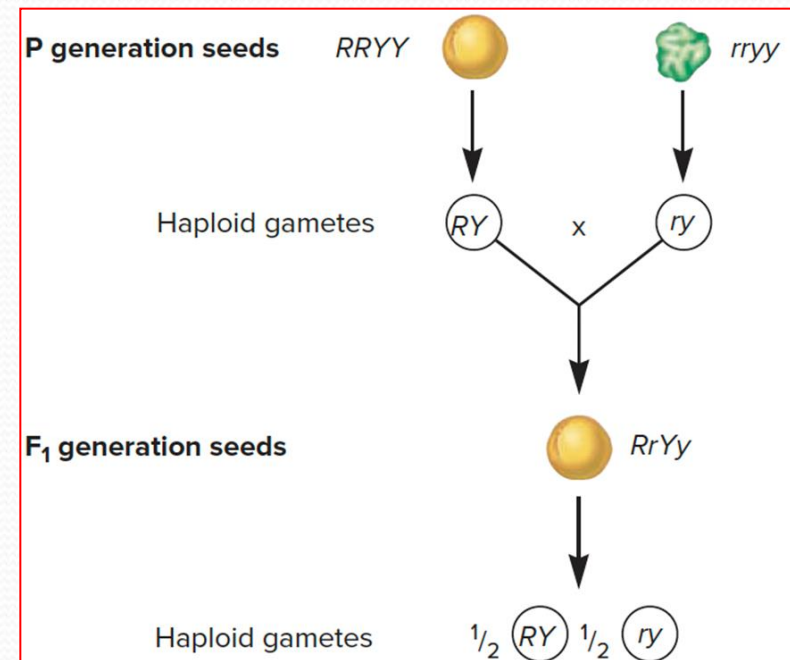 P generation seeds RRYY rryy
Haploid gametes RY x ry
F₁ generation seeds RrYy
Haploid gametes ¹/₂ RY ¹/₂ ry